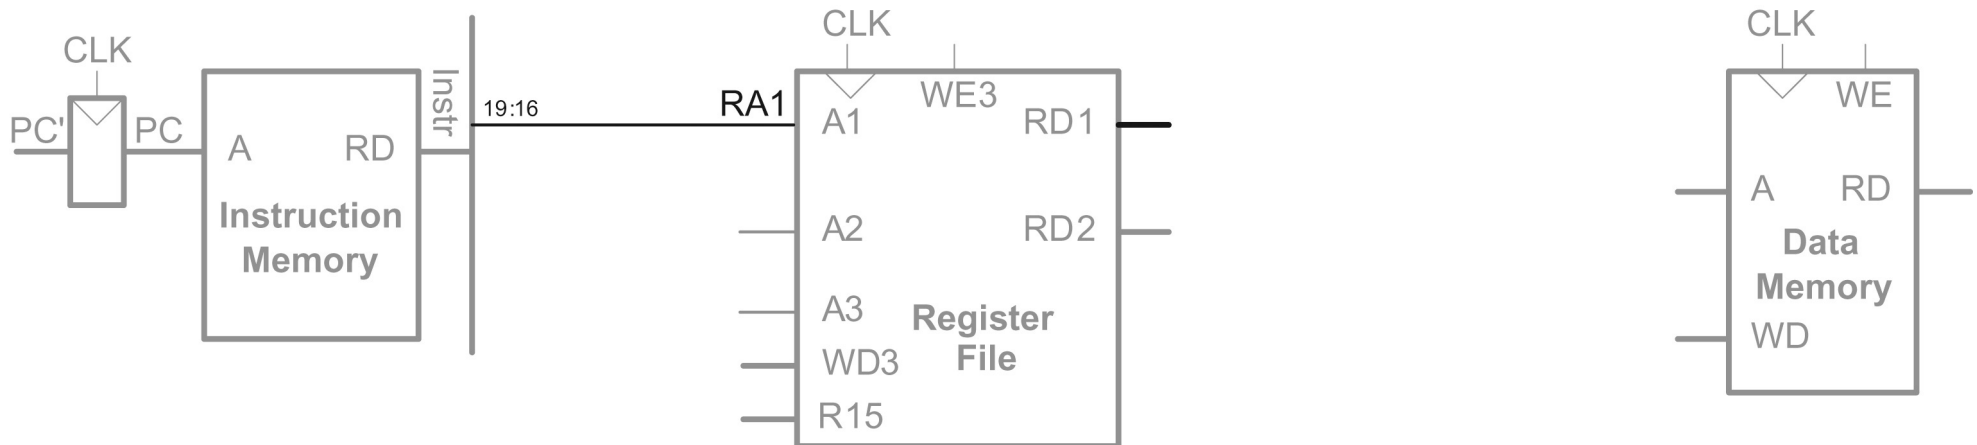 CLK
PC'
PC
A
RD
Instruction
Memory
Instr
19:16
RA1
CLK
WE3
A1
RD1
A2
RD2
A3
Register
File
WD3
R15
CLK
WE
A
RD
Data
Memory
WD